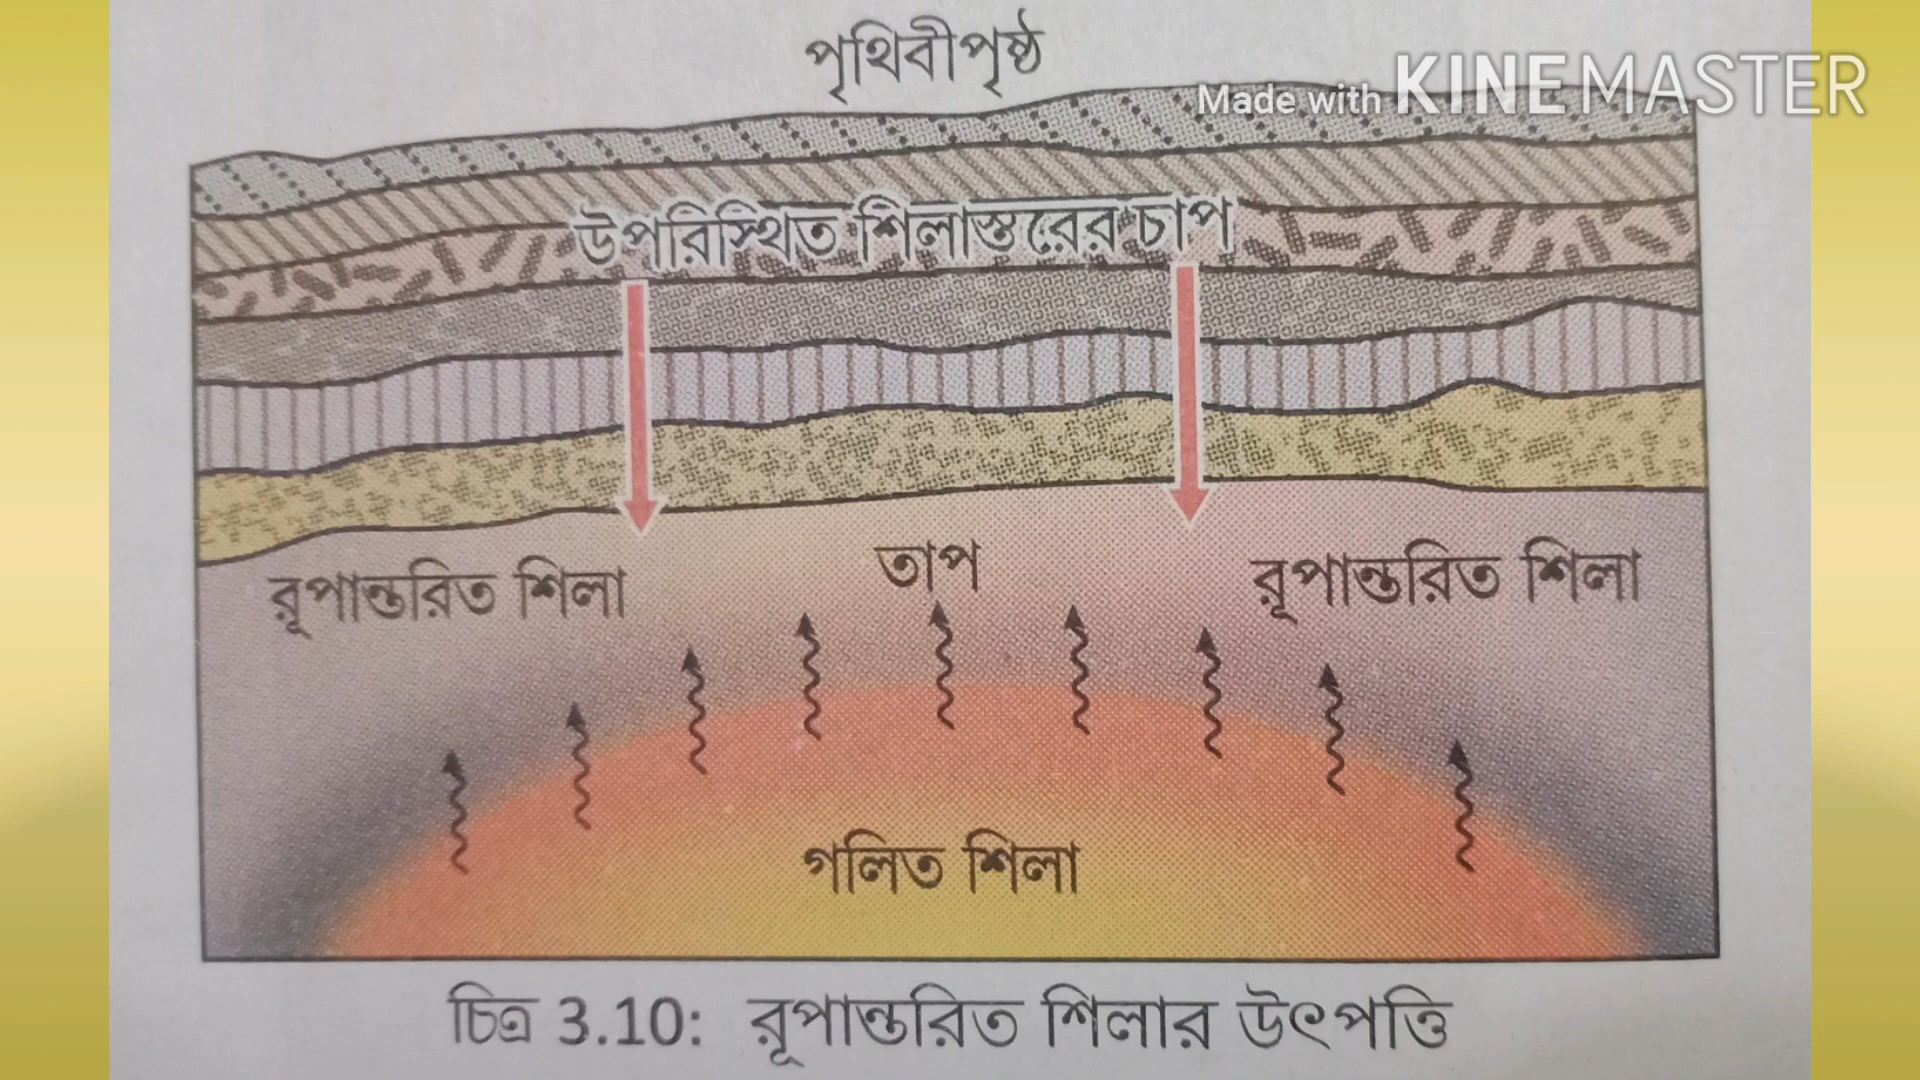 পৃথিবীপৃষ্ঠ
Made with KINEMASTER
উপরিস্থিত শিলাস্তরের চাপ
রূপান্তরিত শিলা
তাপ
রূপান্তরিত শিলা
গলিত শিলা
চিত্র 3.10: রূপান্তরিত শিলার উৎপত্তি